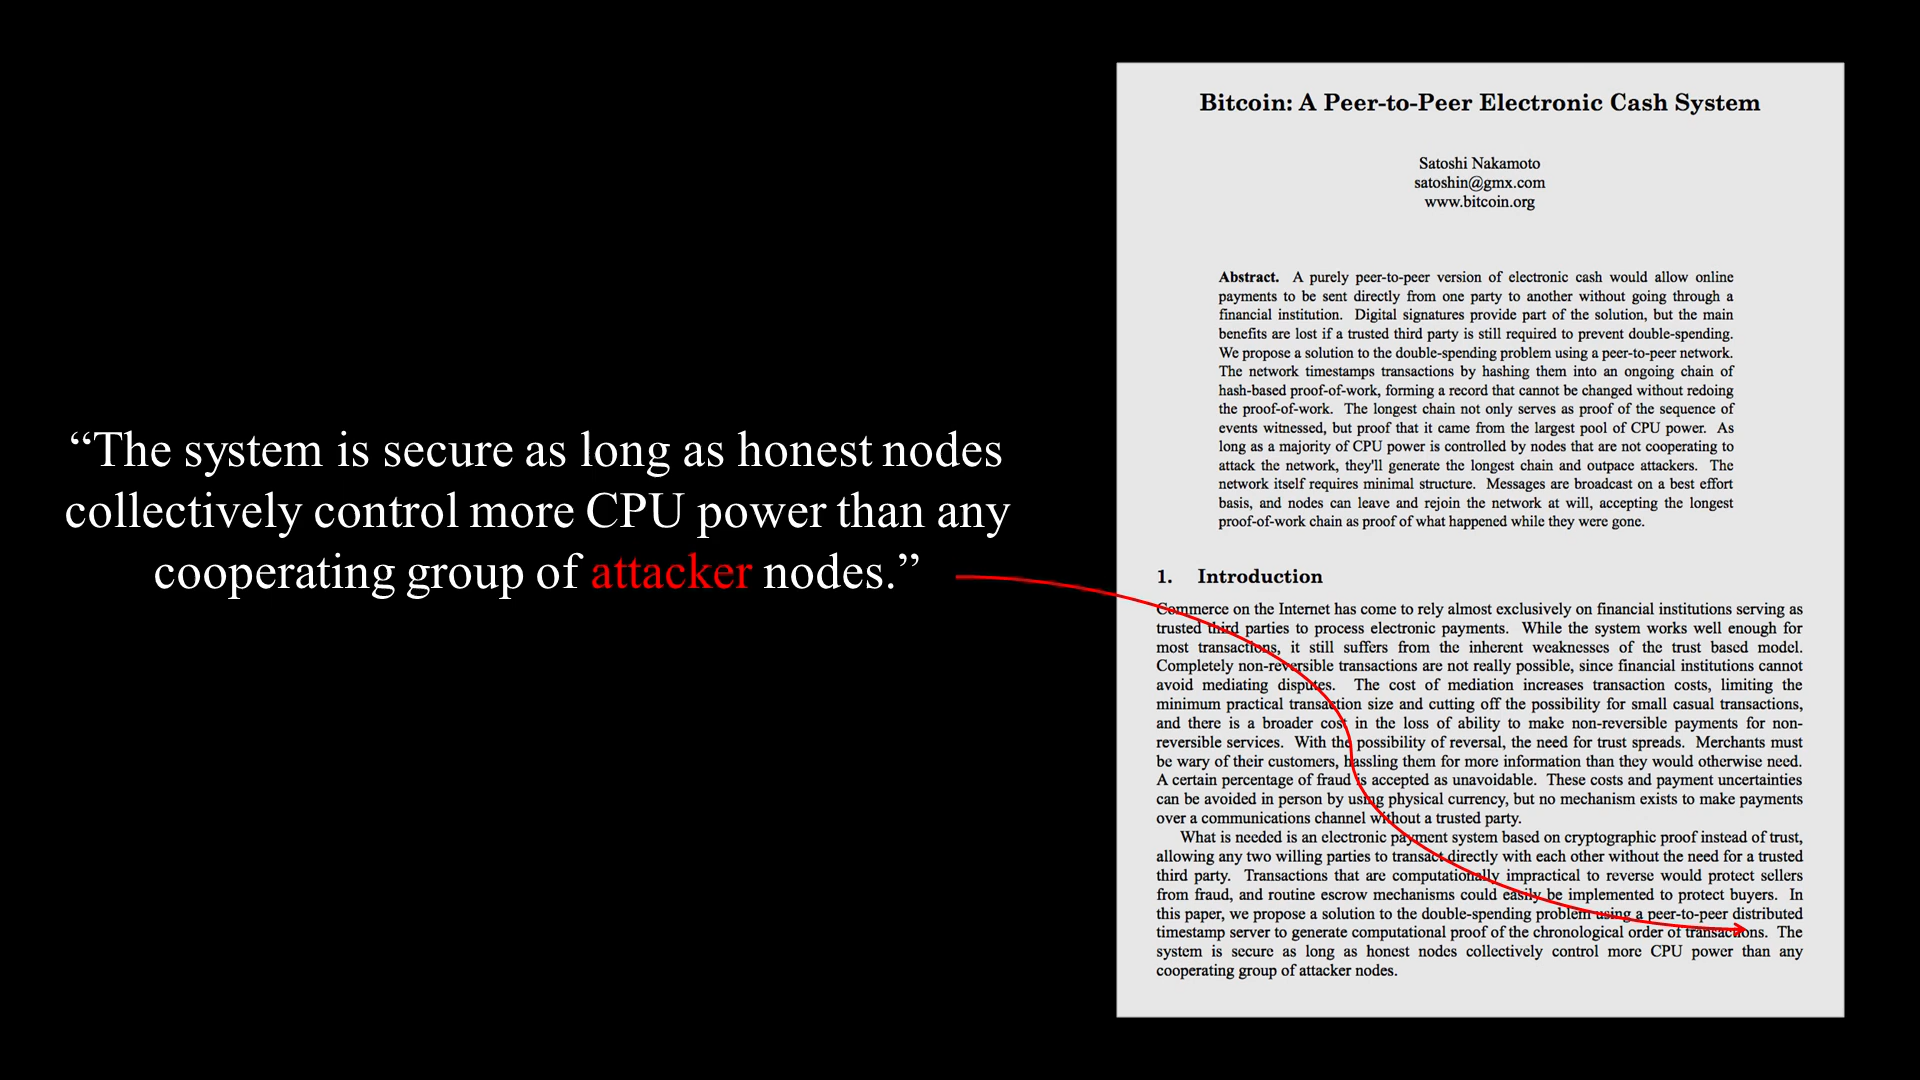 “The system is secure as long as honest nodes
collectively control more CPU power than any
cooperating group of attacker nodes.”
Bitcoin: A Peer-to-Peer Electronic Cash System
Satoshi Nakamoto
satoshin@gmx.com
www.bitcoin.org
Abstract. A purely peer-to-peer version of electronic cash would allow online
payments to be sent directly from one party to another without going through a
financial institution. Digital signatures provide part of the solution, but the main
benefits are lost if a trusted third party is still required to prevent double-spending.
We propose a solution to the double-spending problem using a peer-to-peer network.
The network timestamps transactions by hashing them into an ongoing chain of
hash-based proof-of-work, forming a record that cannot be changed without redoing
the proof-of-work. The longest chain not only serves as proof of the sequence of
events witnessed, but proof that it came from the largest pool of CPU power. As
long as a majority of CPU power is controlled by nodes that are not cooperating to
attack the network, they'll generate the longest chain and outpace attackers. The
network itself requires minimal structure. Messages are broadcast on a best effort
basis, and nodes can leave and rejoin the network at will, accepting the longest
proof-of-work chain as proof of what happened while they were gone.
1. Introduction
Commerce on the Internet has come to rely almost exclusively on financial institutions serving as
trusted third parties to process electronic payments. While the system works well enough for
most transactions, it still suffers from the inherent weaknesses of the trust based model.
Completely non-reversible transactions are not really possible, since financial institutions cannot
avoid mediating disputes. The cost of mediation increases transaction costs, limiting the
minimum practical transaction size and cutting off the possibility for small casual transactions,
and there is a broader cost in the loss of ability to make non-reversible payments for non-
reversible services. With the possibility of reversal, the need for trust spreads. Merchants must
be wary of their customers, hassling them for more information than they would otherwise need.
A certain percentage of fraud is accepted as unavoidable. These costs and payment uncertainties
can be avoided in person by using physical currency, but no mechanism exists to make payments
over a communications channel without a trusted party.
What is needed is an electronic payment system based on cryptographic proof instead of trust,
allowing any two willing parties to transact directly with each other without the need for a trusted
third party. Transactions that are computationally impractical to reverse would protect sellers
from fraud, and routine escrow mechanisms could easily be implemented to protect buyers. In
this paper, we propose a solution to the double-spending problem using a peer-to-peer distributed
timestamp server to generate computational proof of the chronological order of transactions. The
system is secure as long as honest nodes collectively control more CPU power than any
cooperating group of attacker nodes.